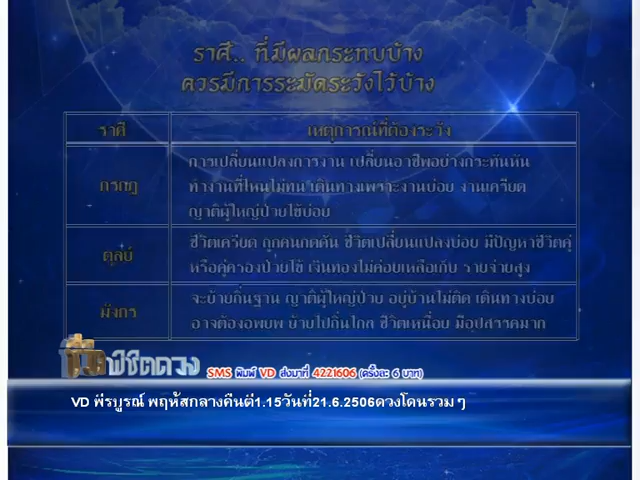 ราศี.. ที่มีผลกระทบบ้าง
ควรมีการระมัดระวังไว้บ้าง
ราศี
เหตุการณ์ที่ต้องระวัง
กรกฎ
การเปลี่ยนแปลงการงาน เปลี่ยนอาชีพอย่างกระทันหัน
ทำงานที่ไหนไม่ทน เดินทางเพราะงานบ่อย งานเครียด
ญาติผู้ใหญ่ป่วยไข้บ่อย
ตุลย์
ชีวิตเครียด ถูกคนกดดัน ชีวิตเปลี่ยนแปลงบ่อย มีปัญหาชีวิตคู่
หรือคู่ครองป่วยไข้ เงินทองไม่ค่อยเหลือเก็บ รายจ่ายสูง
มังกร
จะย้ายถิ่นฐาน ญาติผู้ใหญ่ป่วย อยู่บ้านไม่ติด เดินทางบ่อย
อาจต้องอพยพ ย้ายไปถิ่นไกล ชีวิตเหนื่อย มีอุปสรรคมาก
พิชิตดวง
SMS พิมพ์ VD ส่งมาที่ 4221606 (ครั้งละ 6 บาท)
VD พีรบูรณ์ พฤหัสกลางคืนตี1.15วันที่21.6.2506ดวงโดนรวมๆ